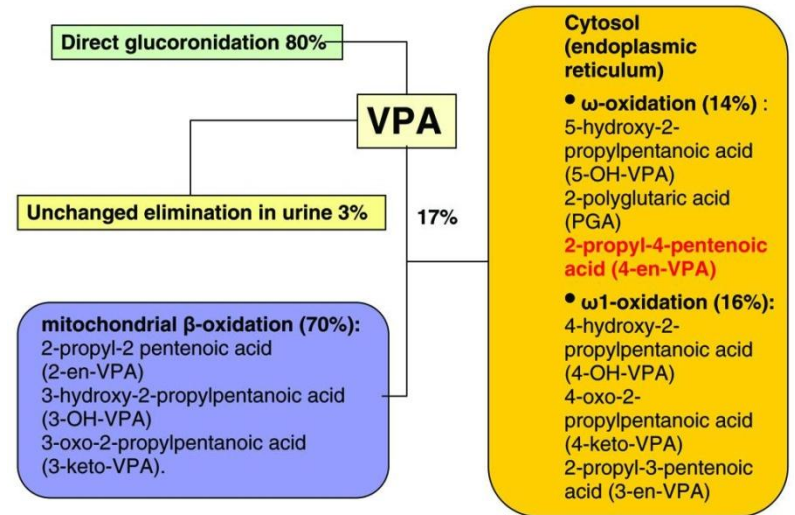 Direct glucoronidation 80%
VPA
Unchanged elimination in urine 3%
17%
mitochondrial β-oxidation (70%):
2-propyl-2 pentenoic acid
(2-en-VPA)
3-hydroxy-2-propylpentanoic acid
(3-OH-VPA)
3-oxo-2-propylpentanoic acid
(3-keto-VPA).
Cytosol
(endoplasmic
reticulum)
• ω-oxidation (14%) :
5-hydroxy-2-
propylpentanoic acid
(5-OH-VPA)
2-polyglutaric acid
(PGA)
2-propyl-4-pentenoic
acid (4-en-VPA)
• ω1-oxidation (16%):
4-hydroxy-2-
propylpentanoic acid
(4-OH-VPA)
4-oxo-2-
propylpentanoic acid
(4-keto-VPA)
2-propyl-3-pentenoic
acid (3-en-VPA)